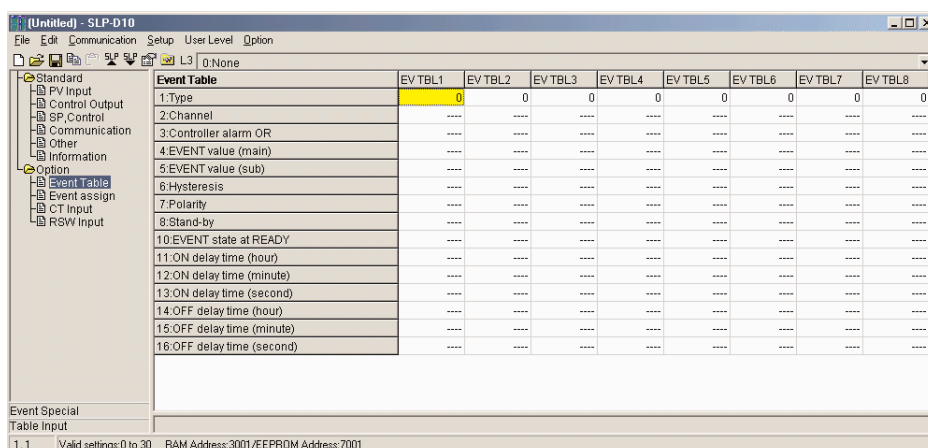 (Untitled) - SLP-D10
File Edit Communication Setup User Level Option
SLP SLP L3 0:None
Standard
PV Input
Control Output
SP,Control
Communication
Other
Information
Option
Event Table
Event assign
CT Input
RSW Input
Event Special
Table Input
Event Table EV TBL1 EV TBL2 EV TBL3 EV TBL4 EV TBL5 EV TBL6 EV TBL7 EV TBL8
1:Type 0 0 0 0 0 0 0 0
2:Channel ---- ---- ---- ---- ---- ---- ---- ----
3:Controller alarm OR ---- ---- ---- ---- ---- ---- ---- ----
4:EVENT value (main) ---- ---- ---- ---- ---- ---- ---- ----
5:EVENT value (sub) ---- ---- ---- ---- ---- ---- ---- ----
6:Hysteresis ---- ---- ---- ---- ---- ---- ---- ----
7:Polarity ---- ---- ---- ---- ---- ---- ---- ----
8:Stand-by ---- ---- ---- ---- ---- ---- ---- ----
10:EVENT state at READY ---- ---- ---- ---- ---- ---- ---- ----
11:ON delay time (hour) ---- ---- ---- ---- ---- ---- ---- ----
12:ON delay time (minute) ---- ---- ---- ---- ---- ---- ---- ----
13:ON delay time (second) ---- ---- ---- ---- ---- ---- ---- ----
14:OFF delay time (hour) ---- ---- ---- ---- ---- ---- ---- ----
15:OFF delay time (minute) ---- ---- ---- ---- ---- ---- ---- ----
16:OFF delay time (second) ---- ---- ---- ---- ---- ---- ---- ----
1, 1 Valid settings:0 to 30 RAM Address:3001/EEPROM Address:7001